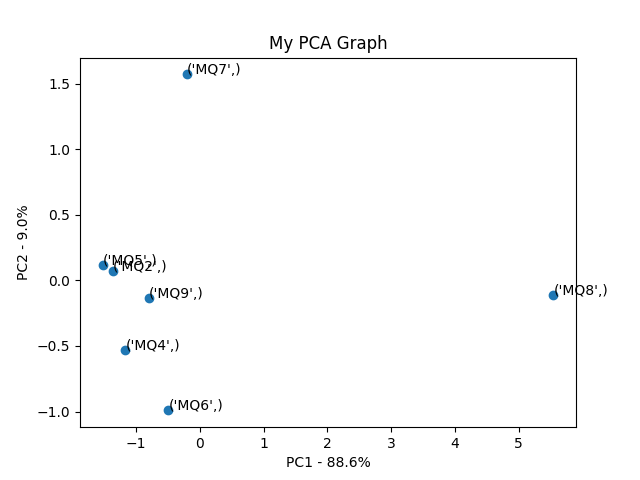 My PCA Graph
('MQ7',)
('MQ5',)
('MQ2',)
('MQ9',)
('MQ8',)
('MQ4',)
('MQ6',)
1.5
1.0
0.5
0.0
−0.5
−1.0
PC2 - 9.0%
−1 0 1 2 3 4 5
PC1 - 88.6%